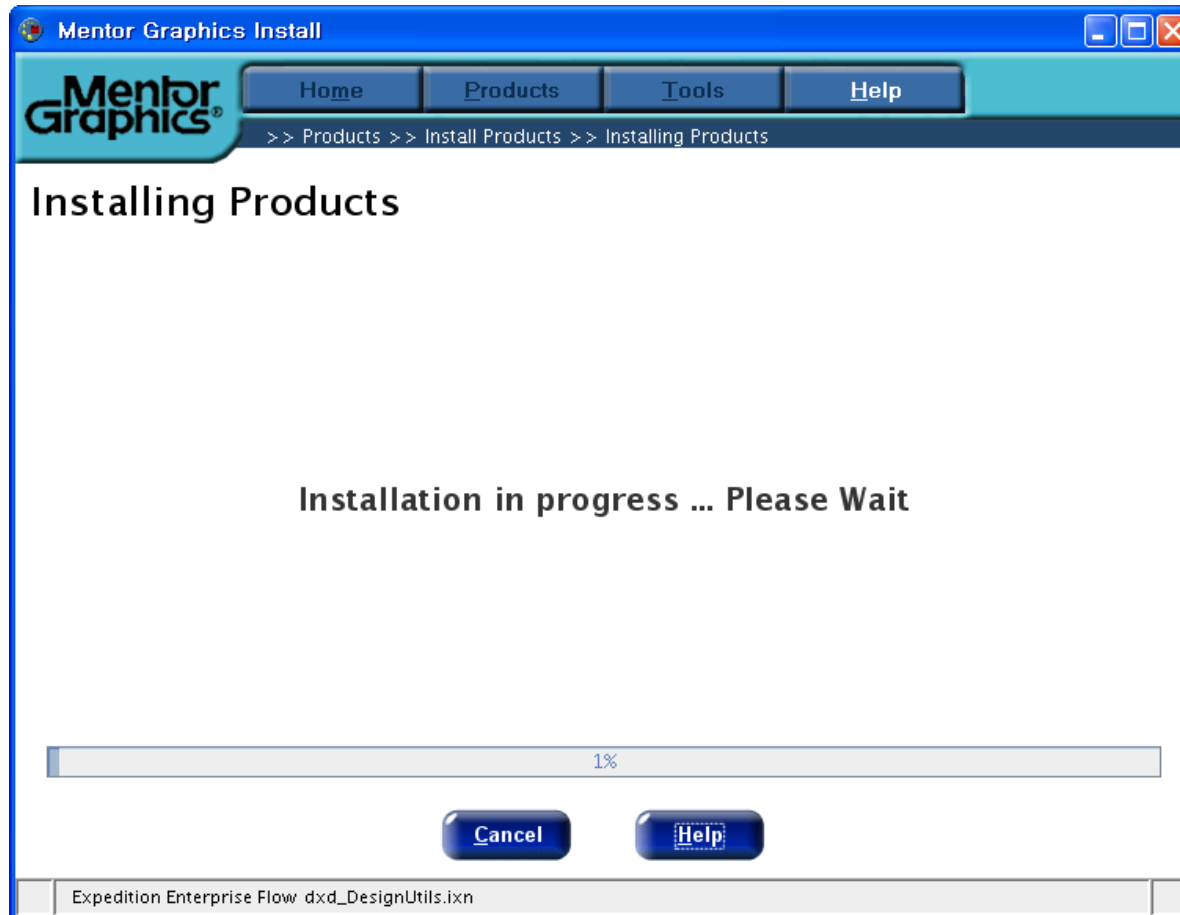 Mentor Graphics Install
Mentor
Graphics®
Home Products Tools Help
>> Products >> Install Products >> Installing Products
Installing Products
Installation in progress ... Please Wait
1%
Cancel Help
Expedition Enterprise Flow dxd_DesignUtils.ixn